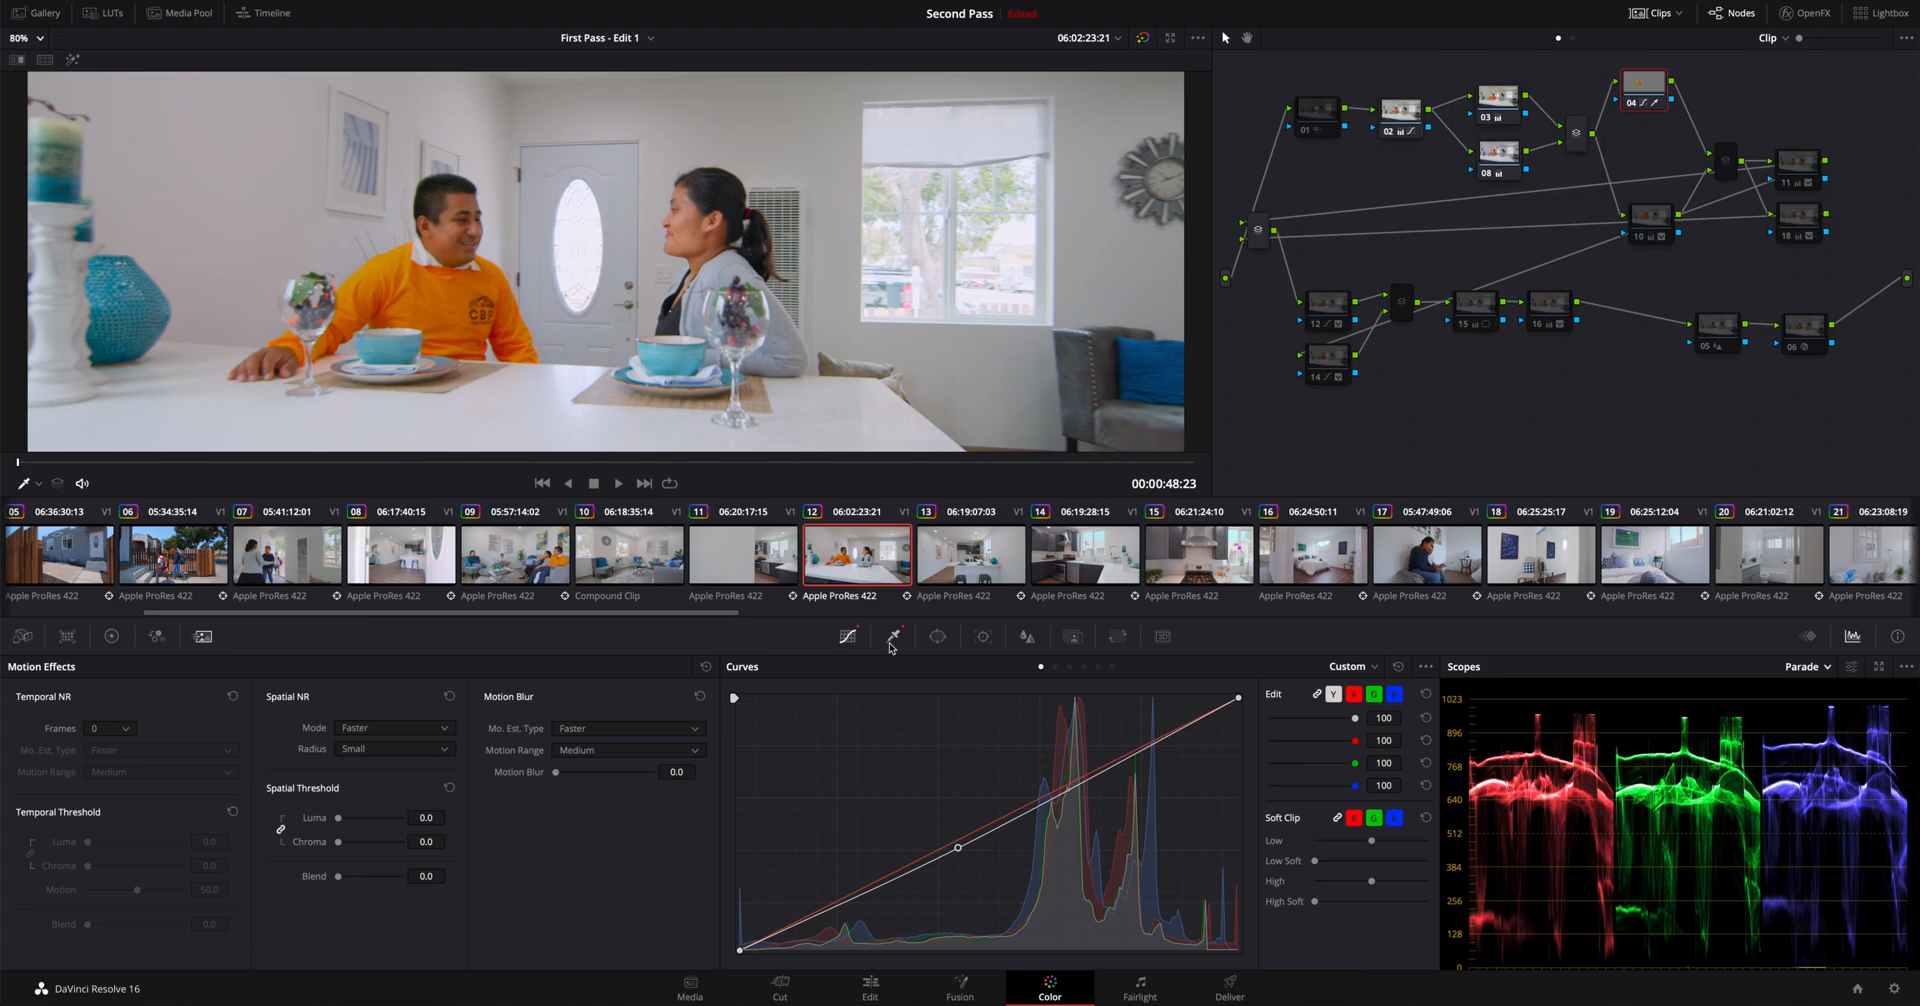 Gallery LUTs Media Pool Timeline Second Pass Edited Clips Nodes OpenFX Lightbox
80% First Pass - Edit 1 06:02:23:21 Clip
CBP
01 02 03 08 04 11 10 18
12 14 15 16 05 06
00:00:48:23
05 06:36:30:13 V1 06 05:34:35:14 V1 07 05:41:12:01 V1 08 06:17:40:15 V1 09 05:57:14:02 V1 10 06:18:35:14 V1 11 06:20:17:15 V1 12 06:02:23:21 V1 13 06:19:07:03 V1 14 06:19:28:15 V1 15 06:21:24:10 V1 16 06:24:50:11 V1 17 05:47:49:06 V1 18 06:25:25:17 V1 19 06:25:12:04 V1 20 06:21:02:12 V1 21 06:23:08:19
Apple ProRes 422 Apple ProRes 422 Apple ProRes 422 Apple ProRes 422 Apple ProRes 422 Compound Clip Apple ProRes 422 Apple ProRes 422 Apple ProRes 422 Apple ProRes 422 Apple ProRes 422 Apple ProRes 422 Apple ProRes 422 Apple ProRes 422 Apple ProRes 422 Apple ProRes 422 Apple ProRes 422
3D
Motion Effects
Temporal NR
Frames 0
Mo. Est. Type Faster
Motion Range Medium
Temporal Threshold
Luma 0.0
Chroma 0.0
Motion 50.0
Blend 0.0
Spatial NR
Mode Faster
Radius Small
Spatial Threshold
Luma 0.0
Chroma 0.0
Blend 0.0
Motion Blur
Mo. Est. Type Faster
Motion Range Medium
Motion Blur 0.0
Curves Custom
Edit Y R G B
100
100
100
100
Soft Clip R G B
Low
Low Soft
High
High Soft
Scopes Parade
1023
896
768
640
512
384
256
128
0
DaVinci Resolve 16 Media Cut Edit Fusion Color Fairlight Deliver